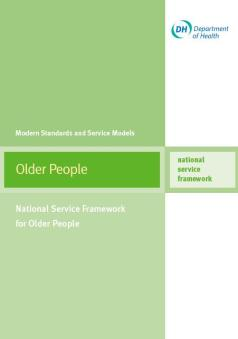 DH Department
of Health
Modern Standards and Service Models
Older People
national
service
framework
National Service Framework
for Older People